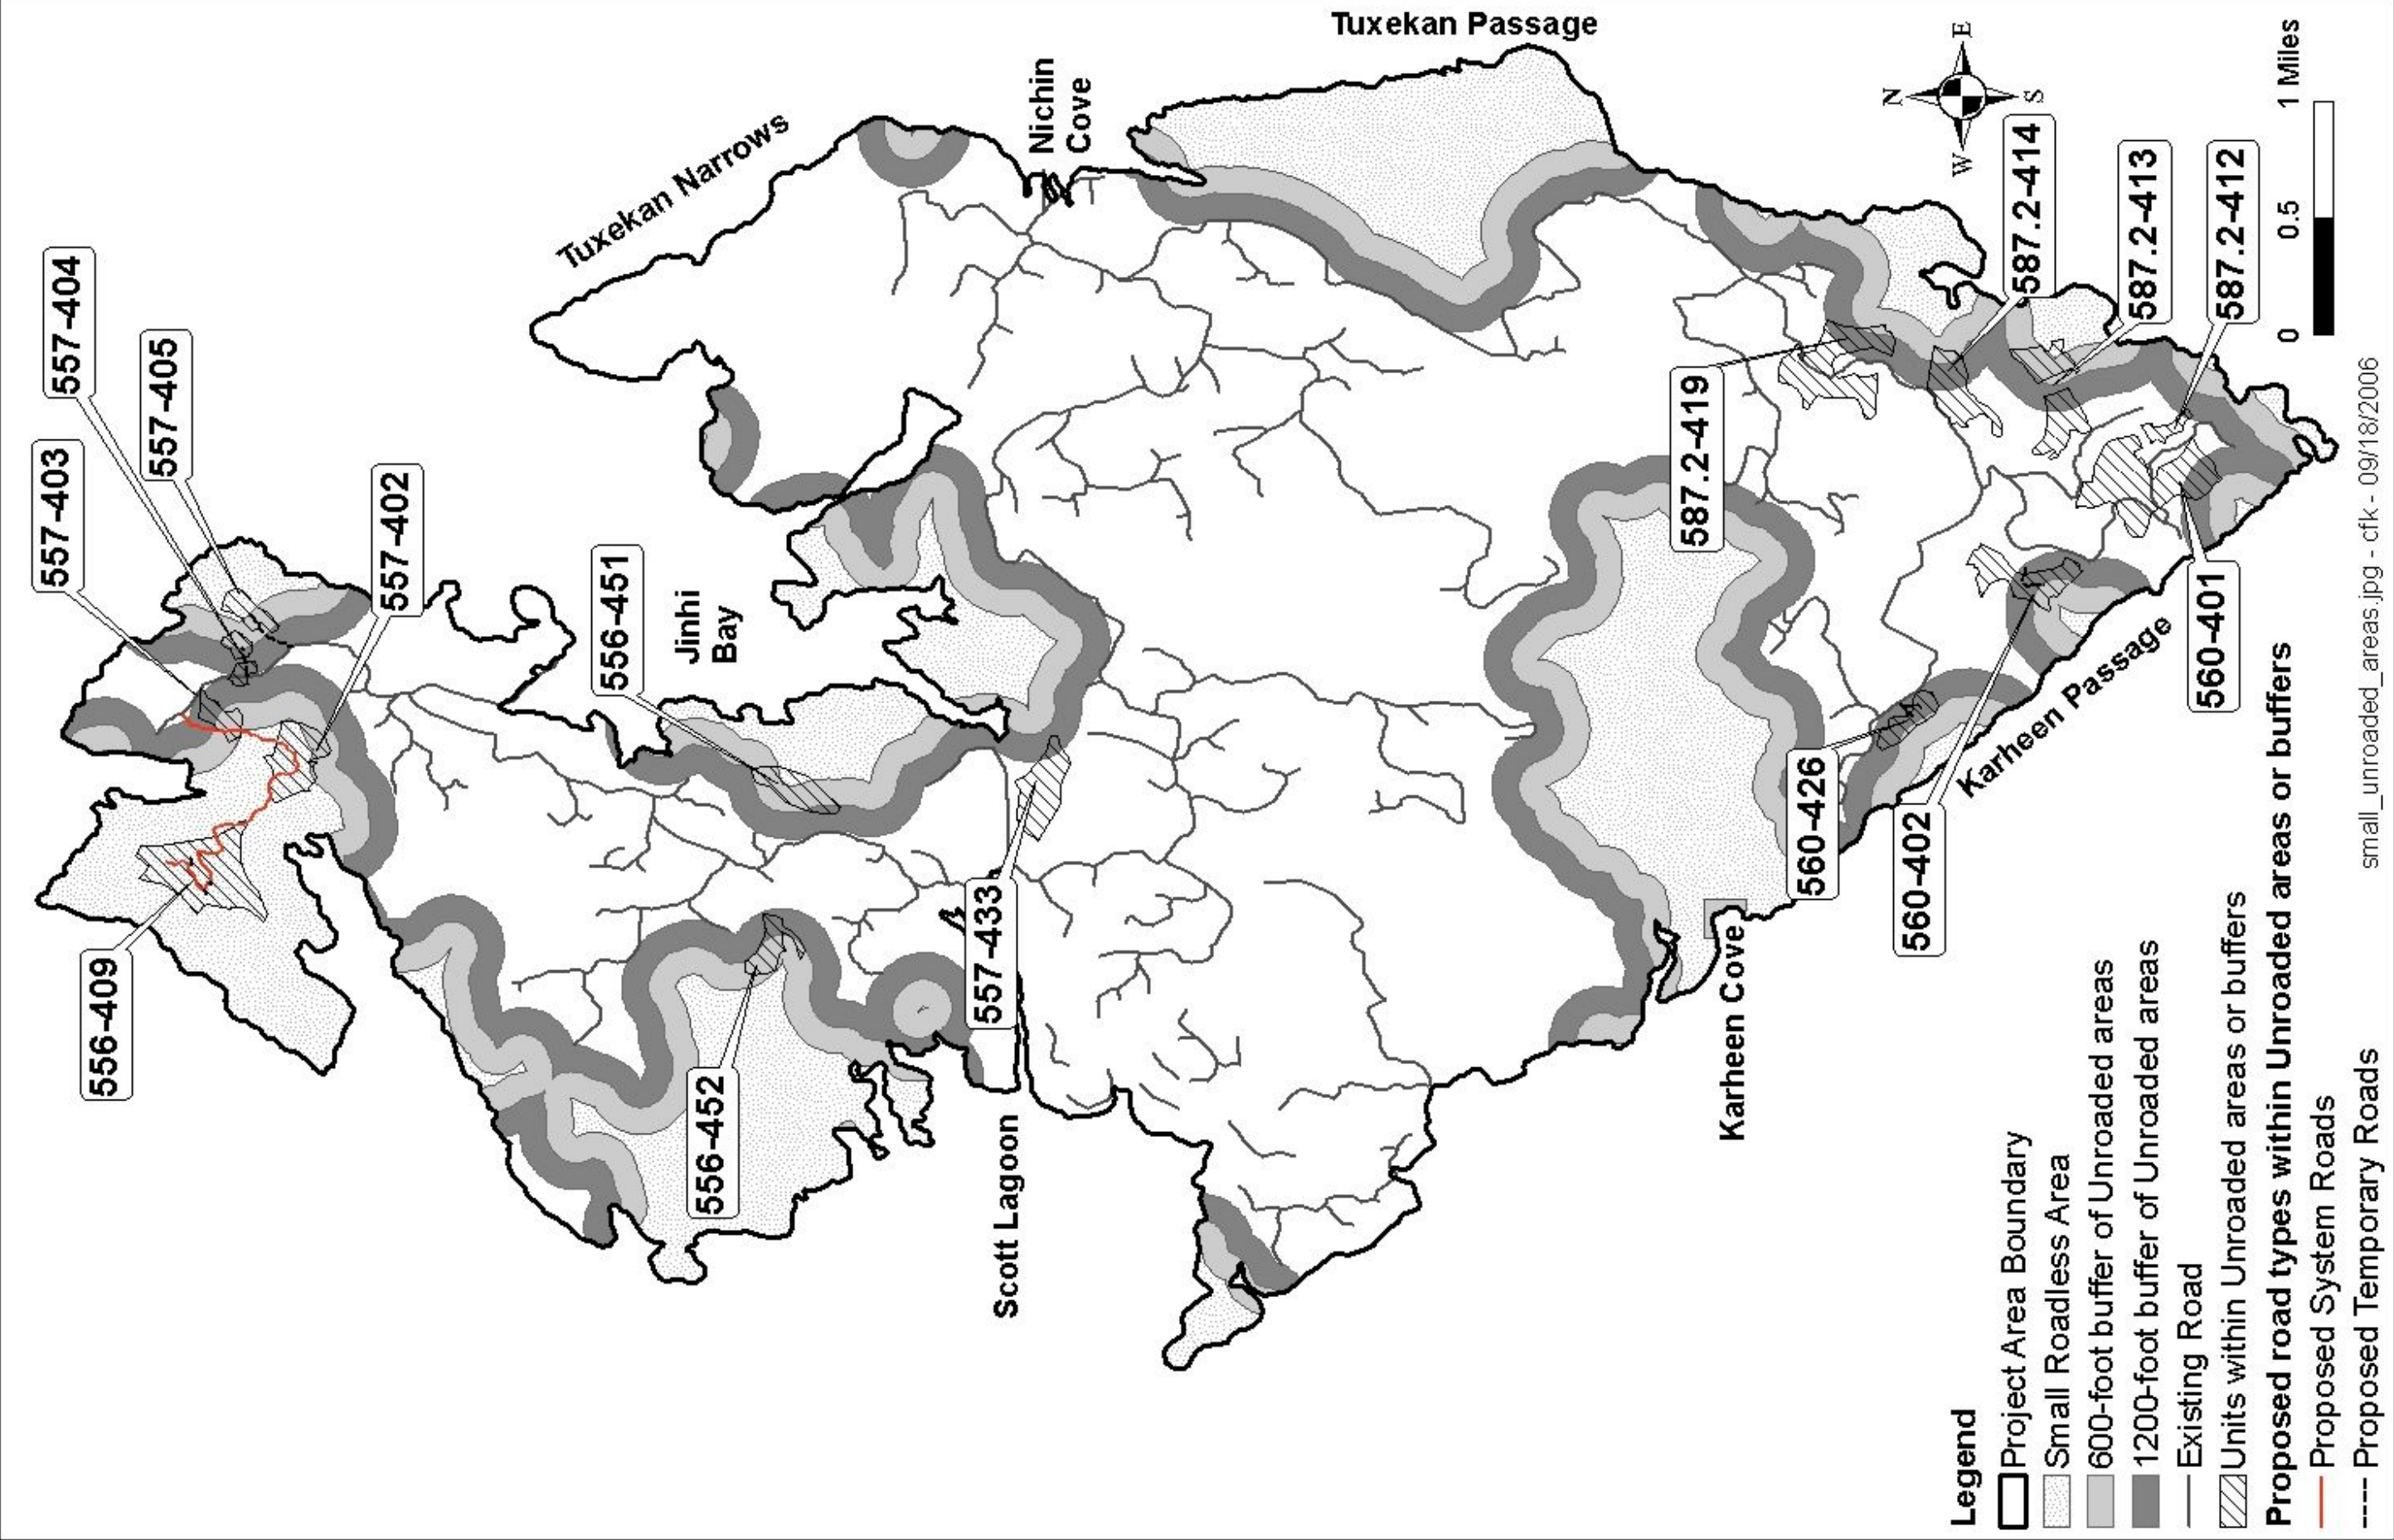 Tuxekan Passage
Tuxekan Narrows
Nichin
Cove
N
E
S
W
557-404
557-405
557-403
557-402
556-409
556-451
Jinhi
Bay
556-452
557-433
Scott Lagoon
587.2-414
587.2-413
587.2-412
587.2-419
560-401
560-426
560-402
Karheen Passage
Karheen Cove
0
0.5
1 Miles
Legend
Project Area Boundary
Small Roadless Area
600-foot buffer of Unroaded areas
1200-foot buffer of Unroaded areas
Existing Road
Units within Unroaded areas or buffers
Proposed road types within Unroaded areas or buffers
Proposed System Roads
Proposed Temporary Roads
small_unroaded_areas.jpg - cfk - 09/18/2006